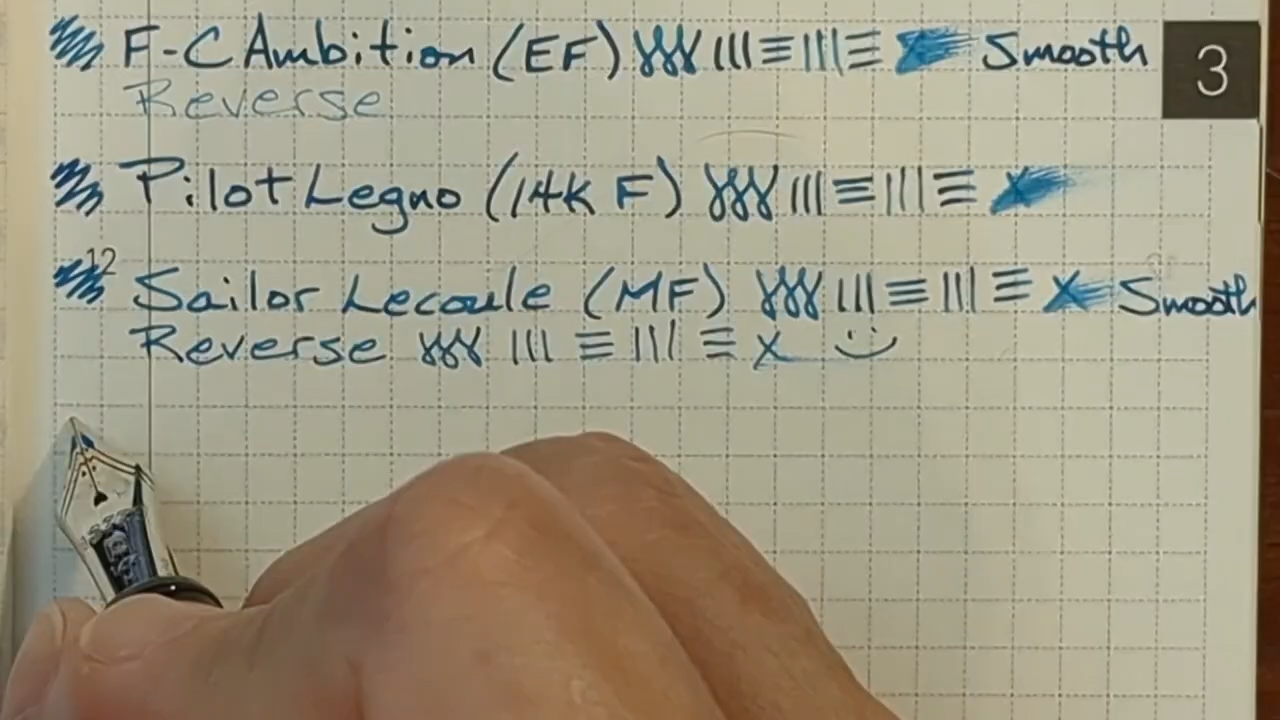 F-C Ambition (EF) Smooth
3
Reverse
Pilot Legno (14K F)
12
Sailor Lecoule (MF) Smooth
Reverse